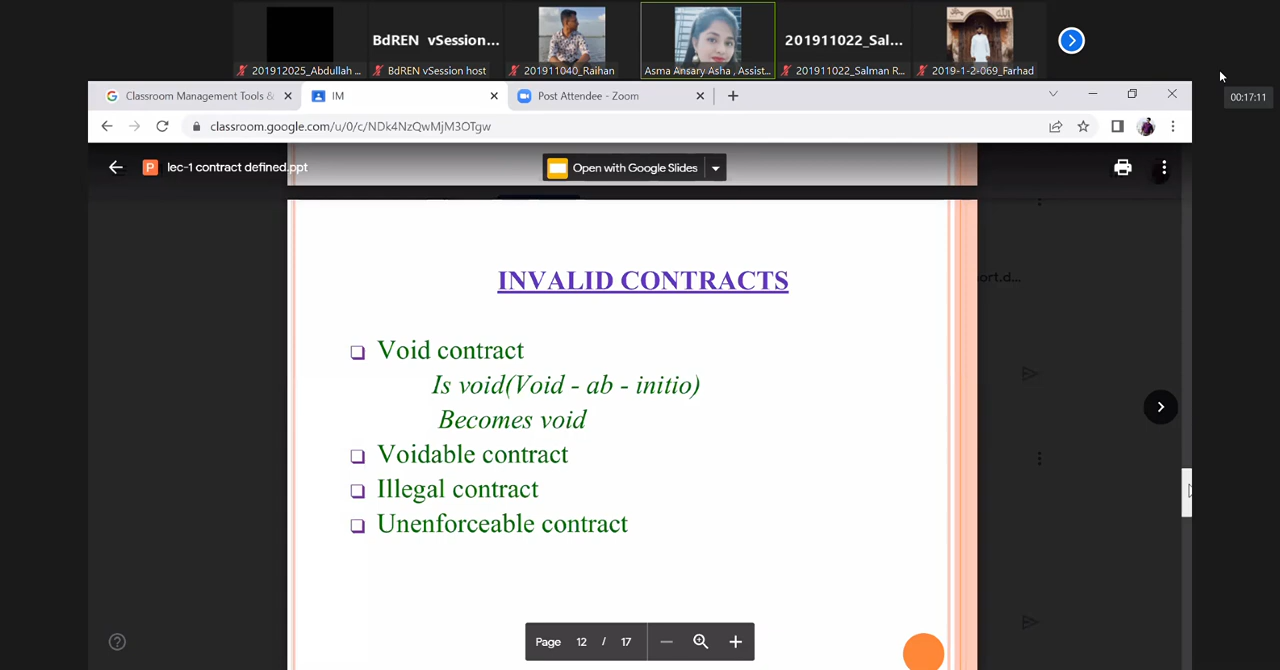 BdREN vSession...
201911022_Sal...
201912025_Abdullah ...
BdREN vSession host
201911040_Raihan
Asma Ansary Asha , Assist...
201911022_Salman R...
2019-1-2-069_Farhad
00:17:11
Classroom Management Tools &
IM
Post Attendee - Zoom
classroom.google.com/u/0/c/NDk4NzQwMjM3OTgw
P
lec-1 contract defined.ppt
Open with Google Slides
ort.d...
INVALID CONTRACTS
Void contract
Is void(Void - ab - initio)
Becomes void
Voidable contract
Illegal contract
Unenforceable contract
Page 12 / 17